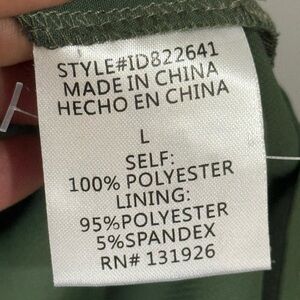 STYLE#ID822641
MADE IN CHINA
HECHO EN CHINA
L
SELF:
100% POLYESTER
LINING:
95%POLYESTER
5%SPANDEX
RN# 131926